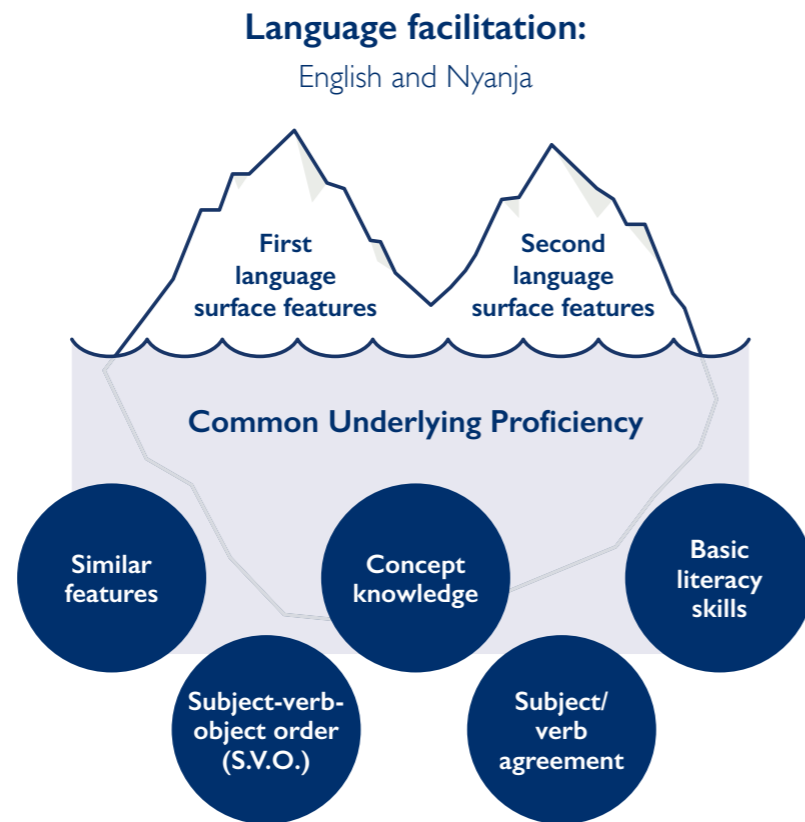 Language facilitation:
English and Nyanja
First
language
surface features
Second
language
surface features
Common Underlying Proficiency
Similar
features
Concept
knowledge
Basic
literacy
skills
Subject-verb-
object order
(S.V.O.)
Subject/
verb
agreement